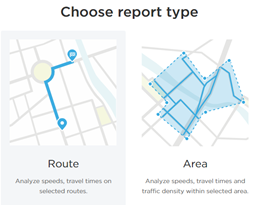 Choose report type
Route
Analyze speeds, travel times on
selected routes.
Area
Analyze speeds, travel times and
traffic density within selected area.